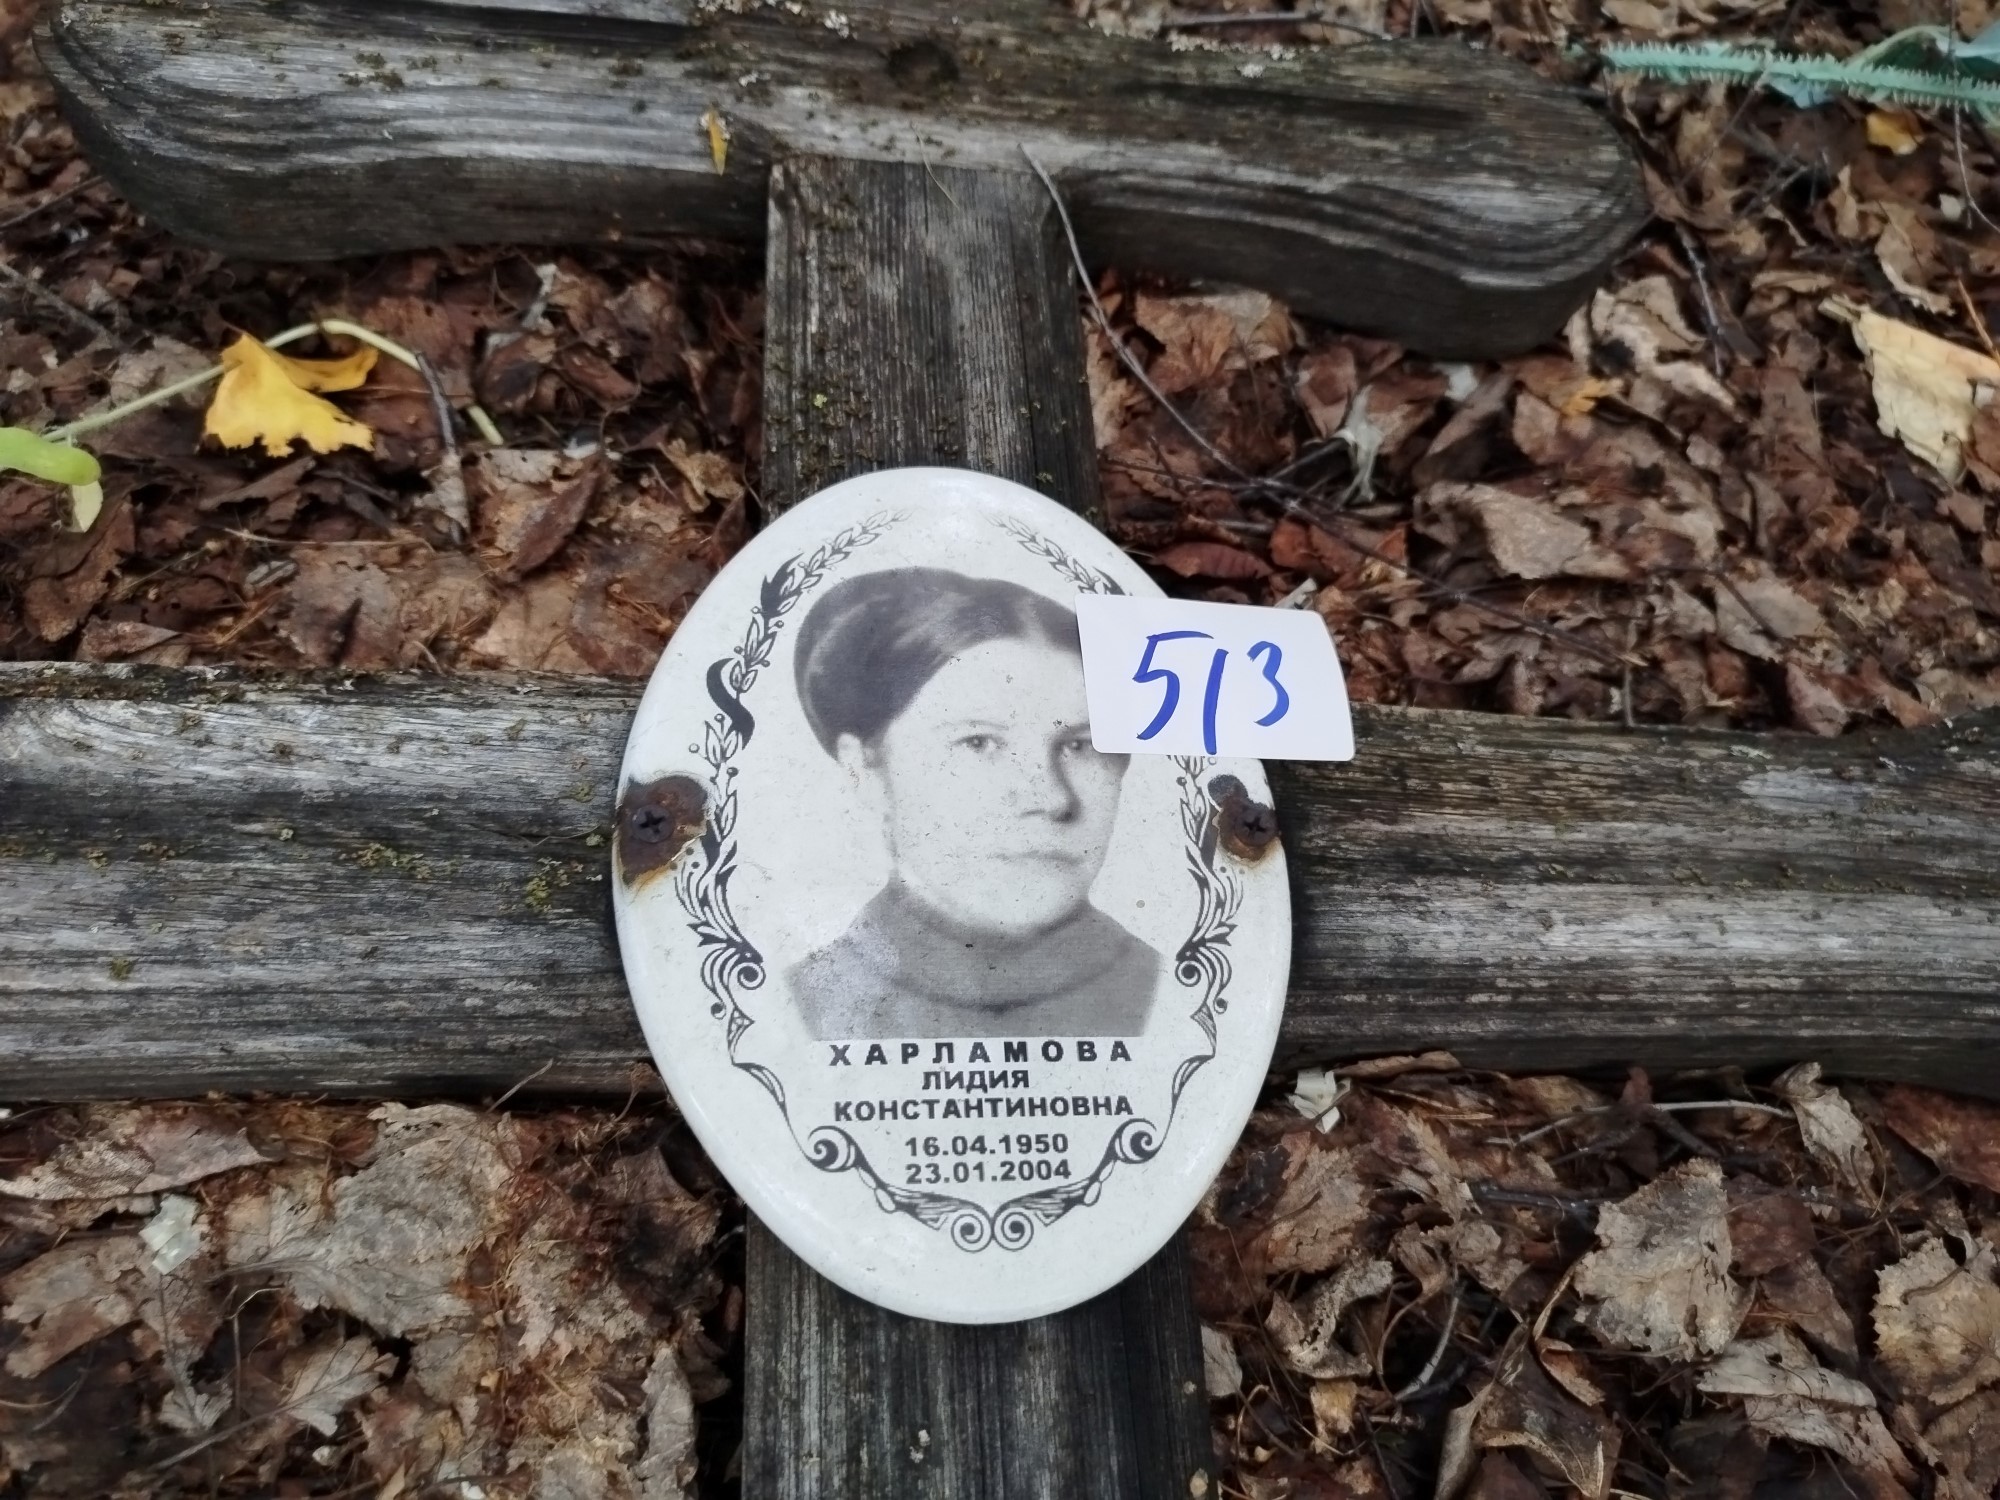 513
ХАРЛАМОВА
ЛИДИЯ
КОНСТАНТИНОВНА
16.04.1950
23.01.2004